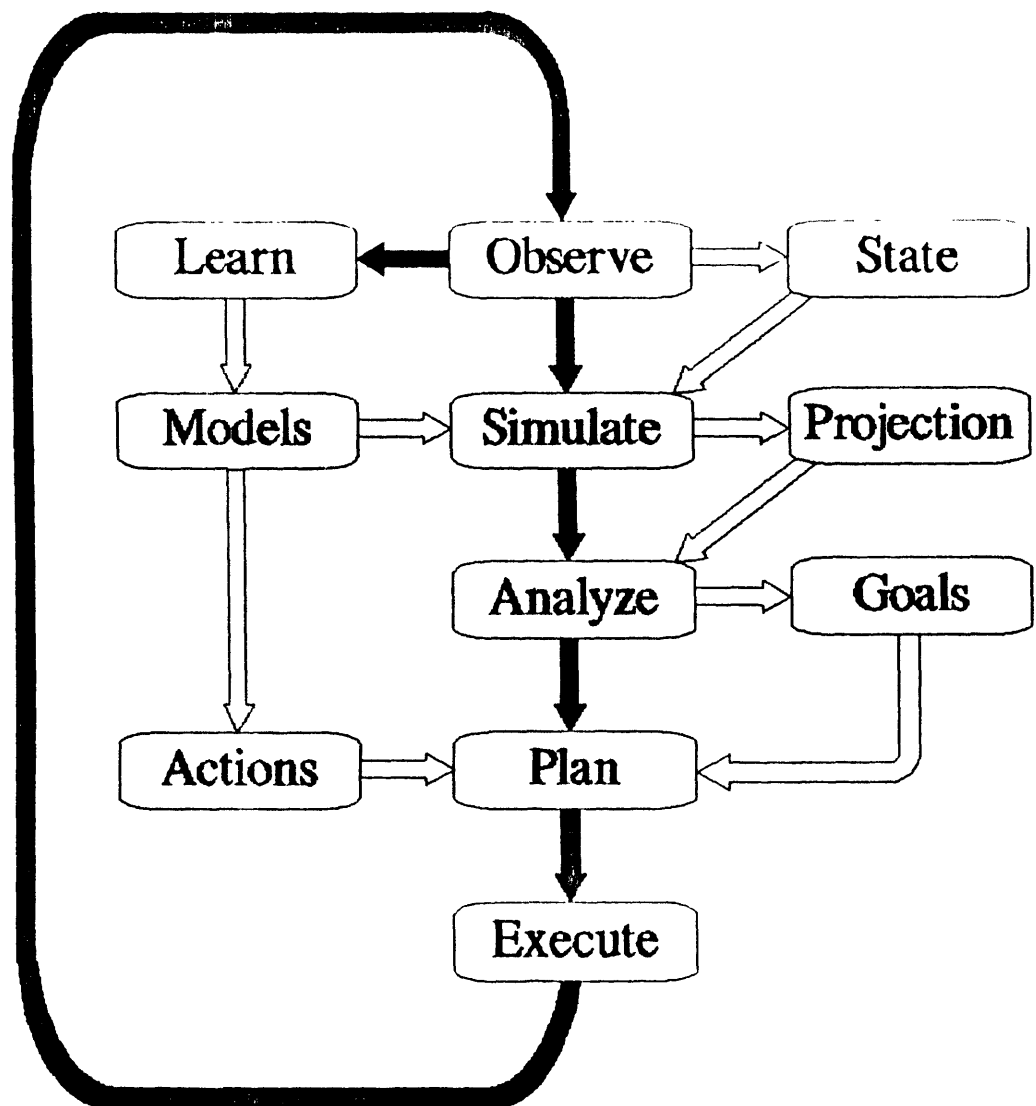 Learn
Observe
State
Models
Simulate
Projection
Analyze
Goals
Actions
Plan
Execute